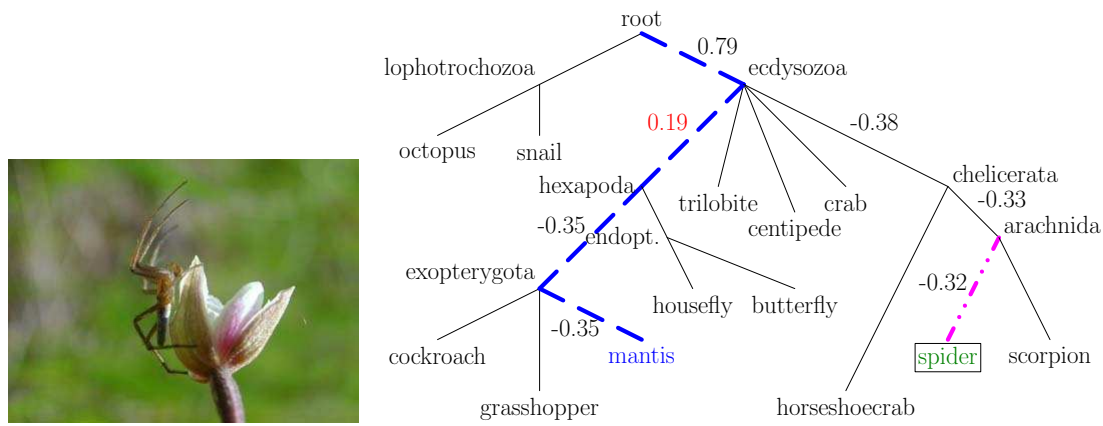 root
0.79
lophotrochozoa
ecdysozoa
0.19
-0.38
octopus
snail
hexapoda
trilobite
centipede
crab
chelicerata
-0.33
arachnida
-0.35
endopt.
exopterygota
-0.32
housefly
butterfly
-0.35
cockroach
mantis
spider
scorpion
grasshopper
horseshoecrab